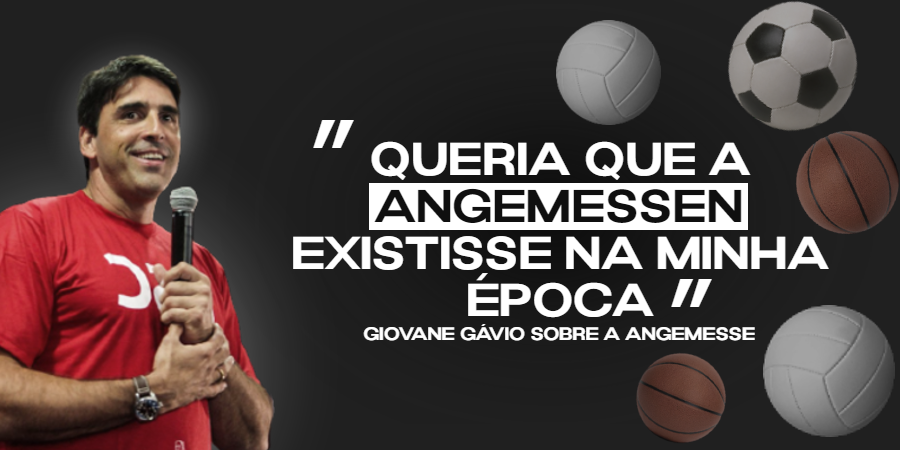 " QUERIA QUE A
ANGEMESSEN
EXISTISSE NA MINHA
ÉPOCA "
GIOVANE GÁVIO SOBRE A ANGEMESSE